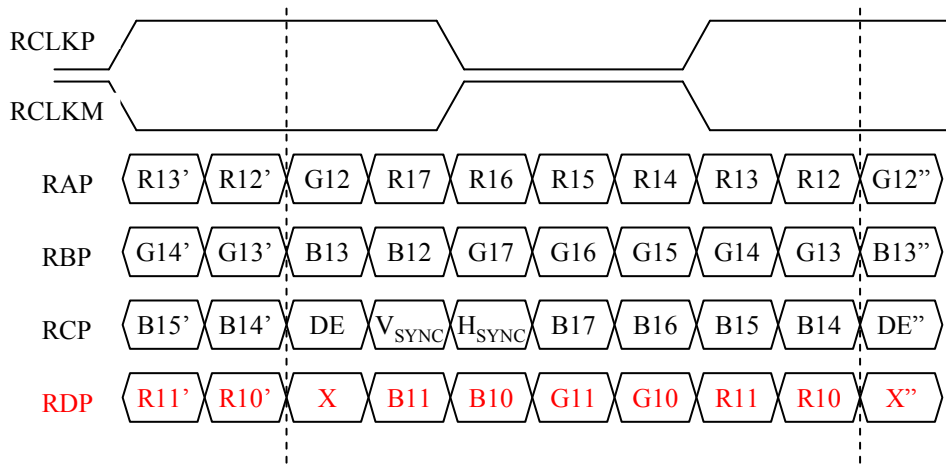 RCLKP
RCLKM
RAP R13’ R12’ G12 R17 R16 R15 R14 R13 R12 G12”
RBP G14’ G13’ B13 B12 G17 G16 G15 G14 G13 B13”
RCP B15’ B14’ DE VSYNC HSYNC B17 B16 B15 B14 DE”
RDP R11’ R10’ X B11 B10 G11 G10 R11 R10 X”